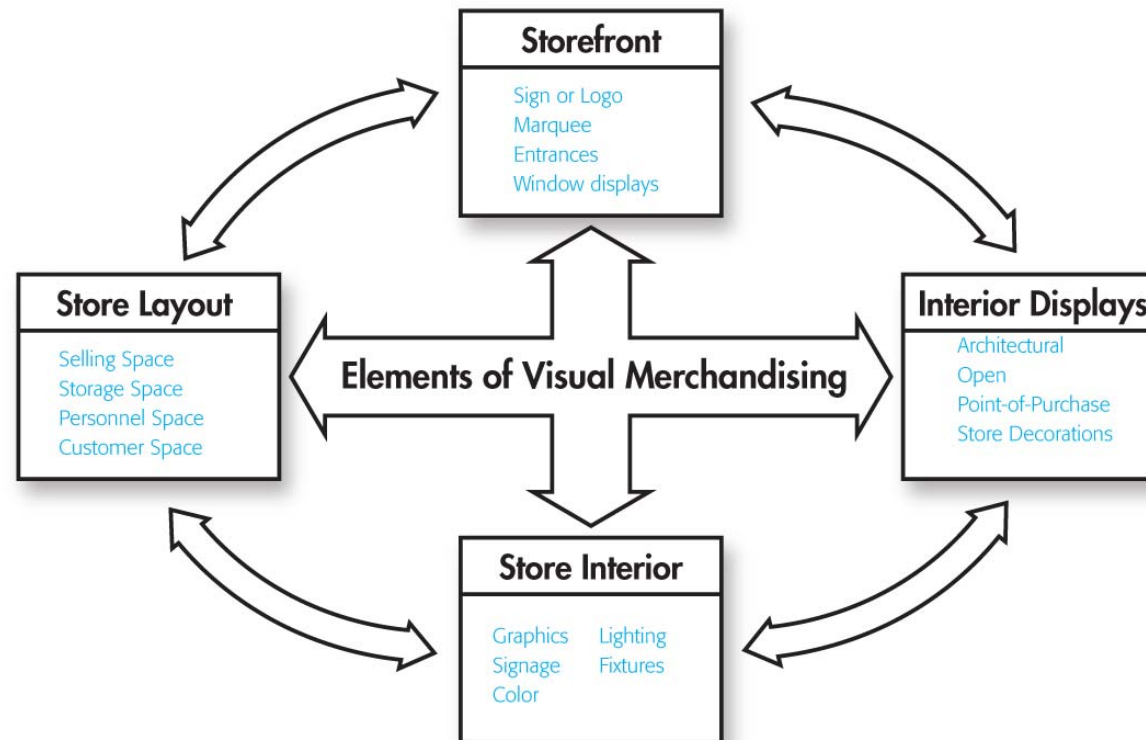 Storefront
Sign or Logo
Marquee
Entrances
Window displays
Store Layout
Selling Space
Storage Space
Personnel Space
Customer Space
Elements of Visual Merchandising
Interior Displays
Architectural
Open
Point-of-Purchase
Store Decorations
Store Interior
Graphics Lighting
Signage Fixtures
Color